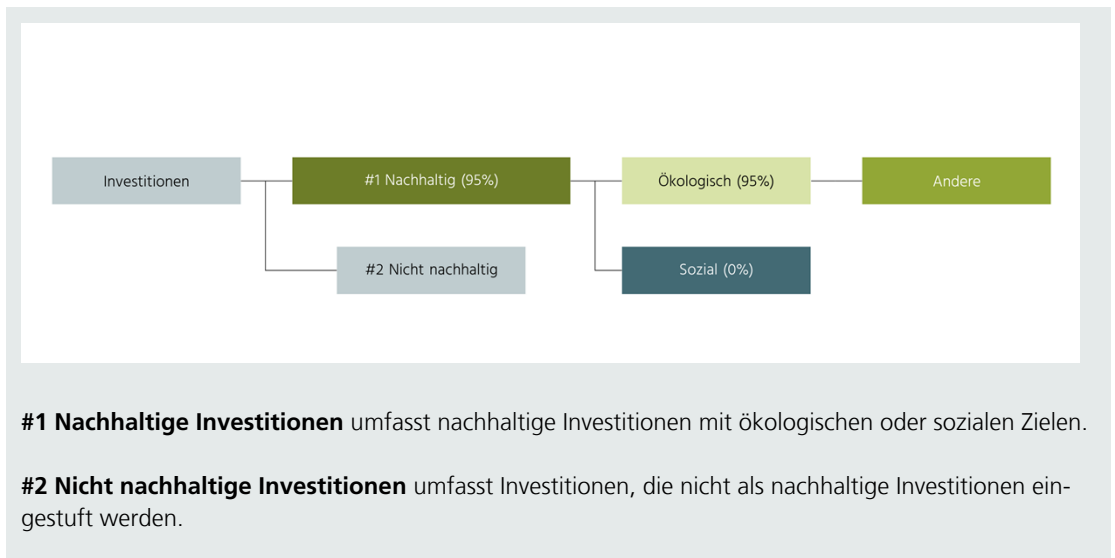 Investitionen
#1 Nachhaltig (95%)
Ökologisch (95%)
Andere
#2 Nicht nachhaltig
Sozial (0%)
#1 Nachhaltige Investitionen umfasst nachhaltige Investitionen mit ökologischen oder sozialen Zielen.
#2 Nicht nachhaltige Investitionen umfasst Investitionen, die nicht als nachhaltige Investitionen ein-
gestuft werden.